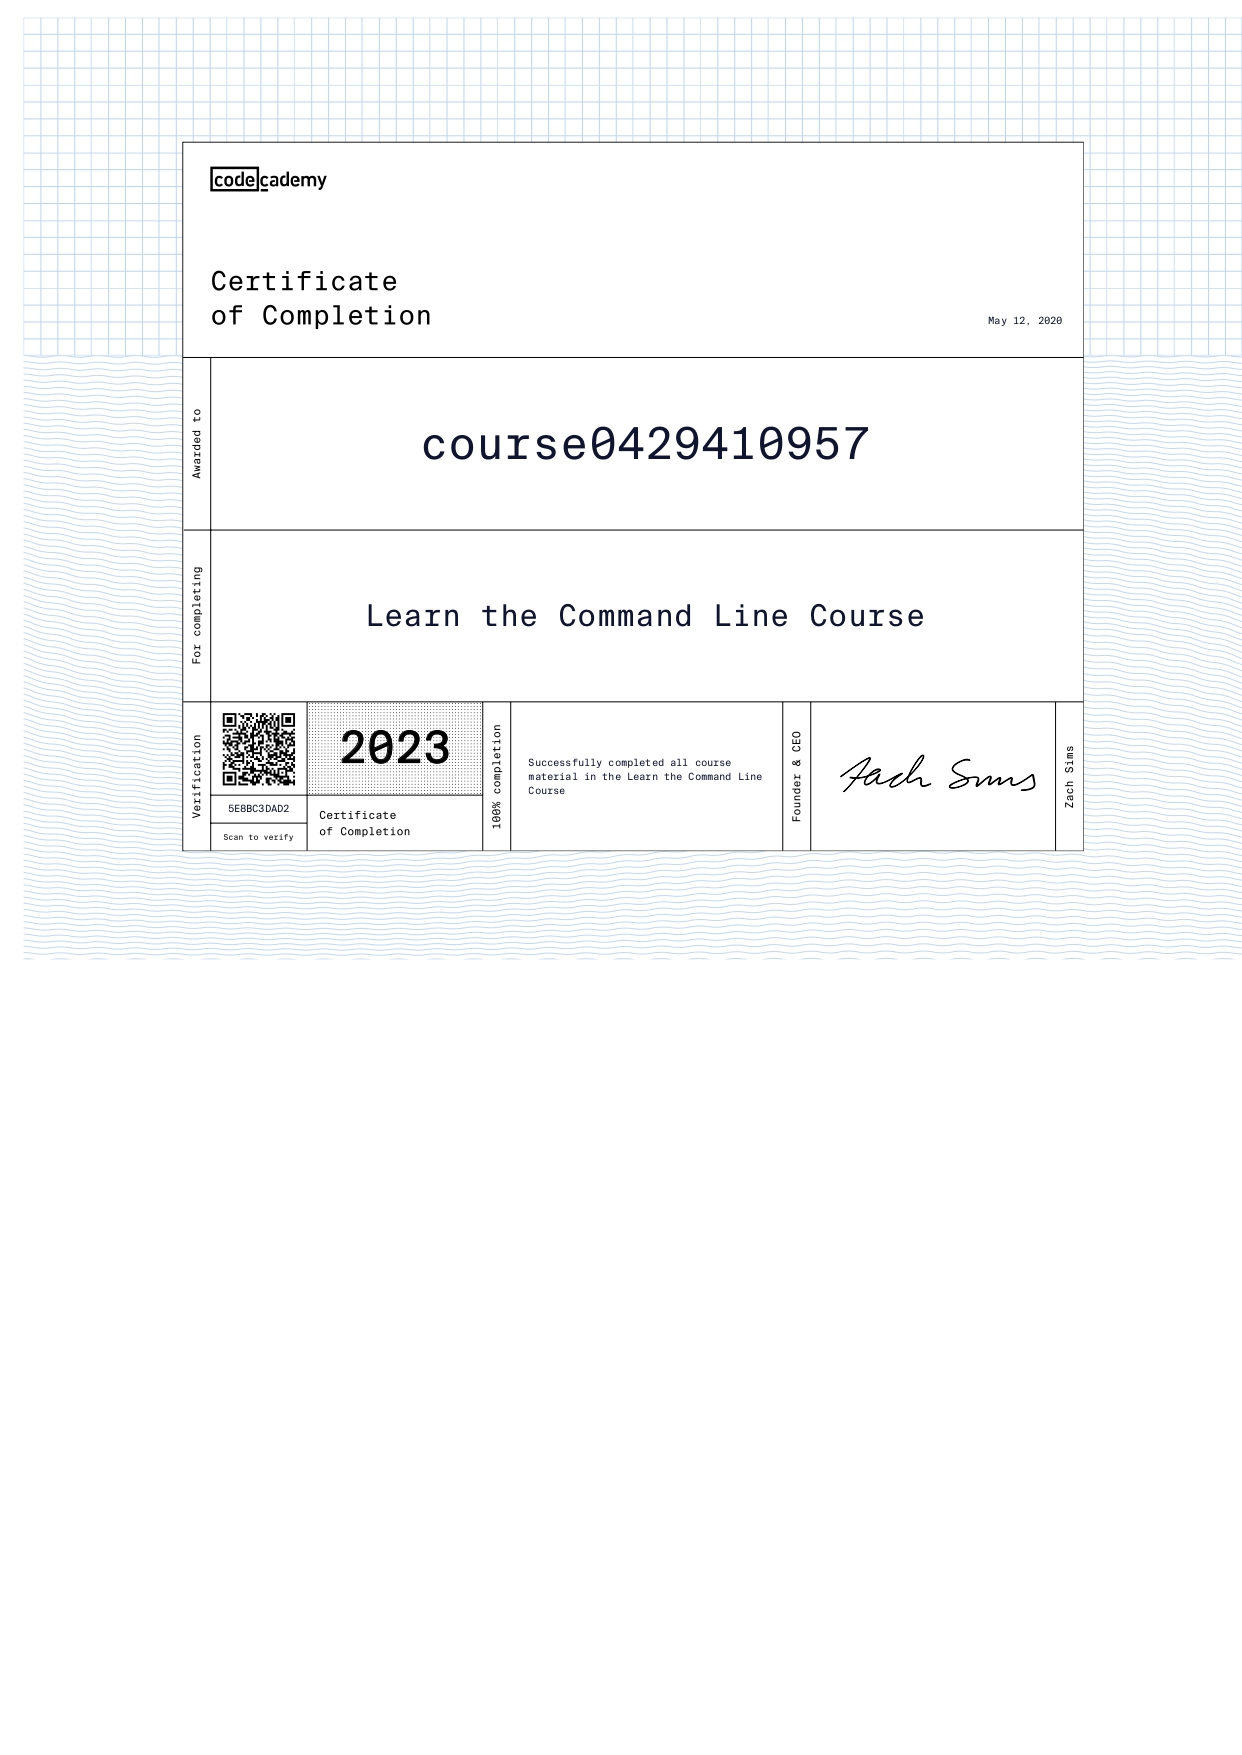 codecademy
Certificate
of Completion
May 12, 2020
Awarded to
course0429410957
For completing
Learn the Command Line Course
Verification
5E8BC3DAD2
Scan to verify
2023
Certificate
of Completion
100% completion
Successfully completed all course
material in the Learn the Command Line
Course
Founder & CEO
Zach Sims
Zach Sims